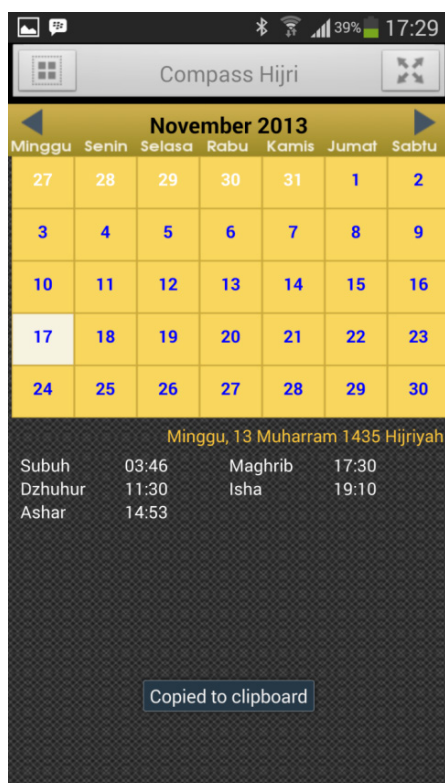 39% 17:29
Compass Hijri
November 2013
Minggu Senin Selasa Rabu Kamis Jumat Sabtu
27 28 29 30 31 1 2
3 4 5 6 7 8 9
10 11 12 13 14 15 16
17 18 19 20 21 22 23
24 25 26 27 28 29 30
Minggu, 13 Muharram 1435 Hijriyah
Subuh 03:46 Maghrib 17:30
Dzhuhur 11:30 Isha 19:10
Ashar 14:53
Copied to clipboard